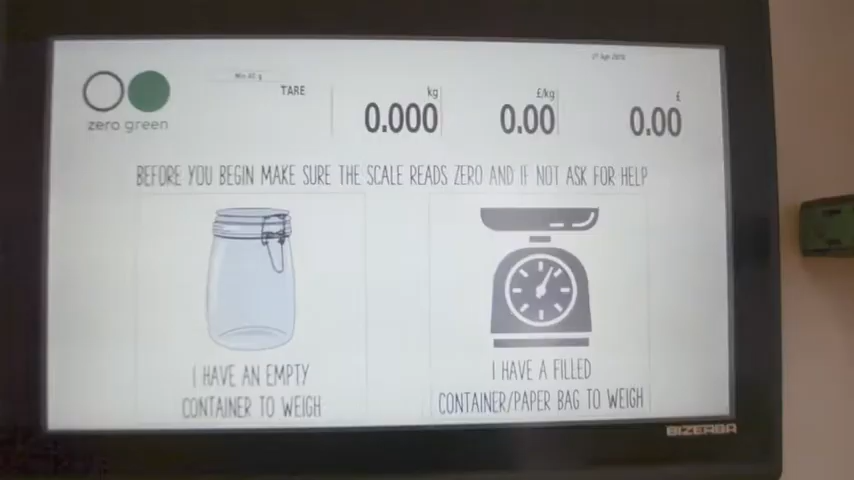 Min 40 g
TARE
kg
£/kg
£
0.000
0.00
0.00
zero green
BEFORE YOU BEGIN MAKE SURE THE SCALE READS ZERO AND IF NOT ASK FOR HELP
I HAVE AN EMPTY
CONTAINER TO WEIGH
I HAVE A FILLED
CONTAINER/PAPER BAG TO WEIGH
BIZERBA